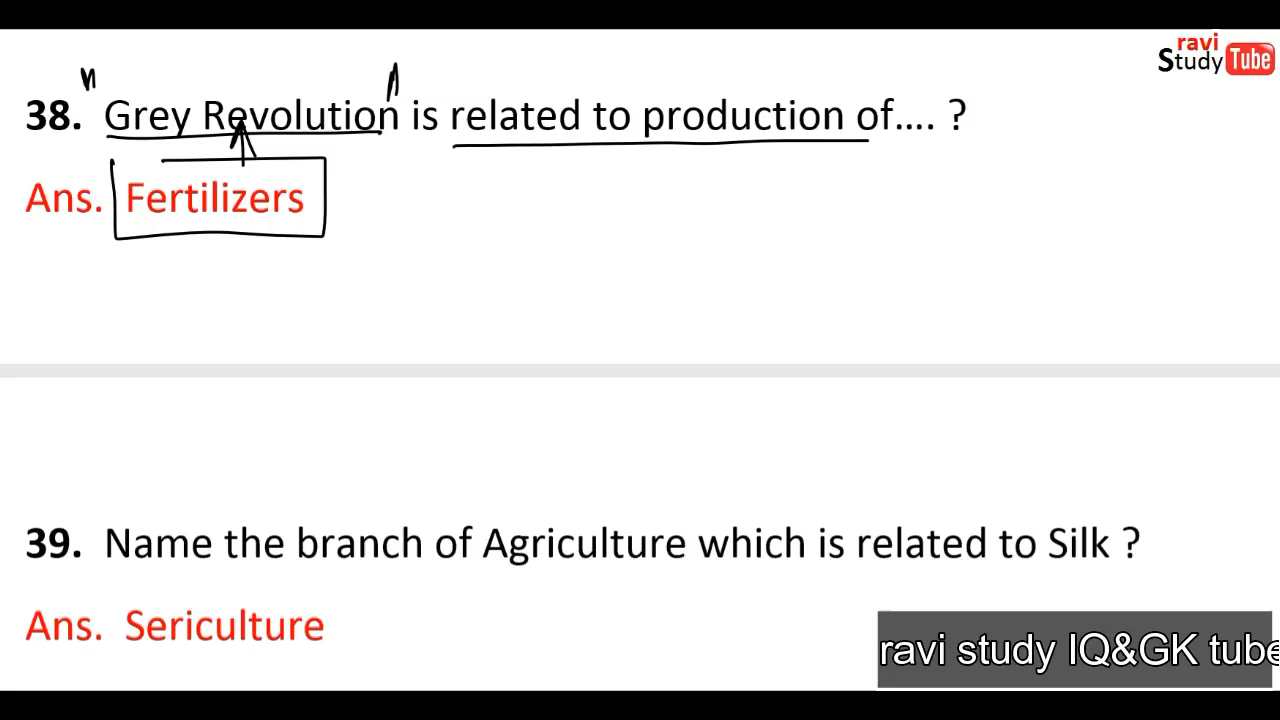 ravi
Study Tube
38. "Grey Revolution" is related to production of.... ?
Ans. Fertilizers
39. Name the branch of Agriculture which is related to Silk ?
Ans. Sericulture
ravi study IQ&GK tube